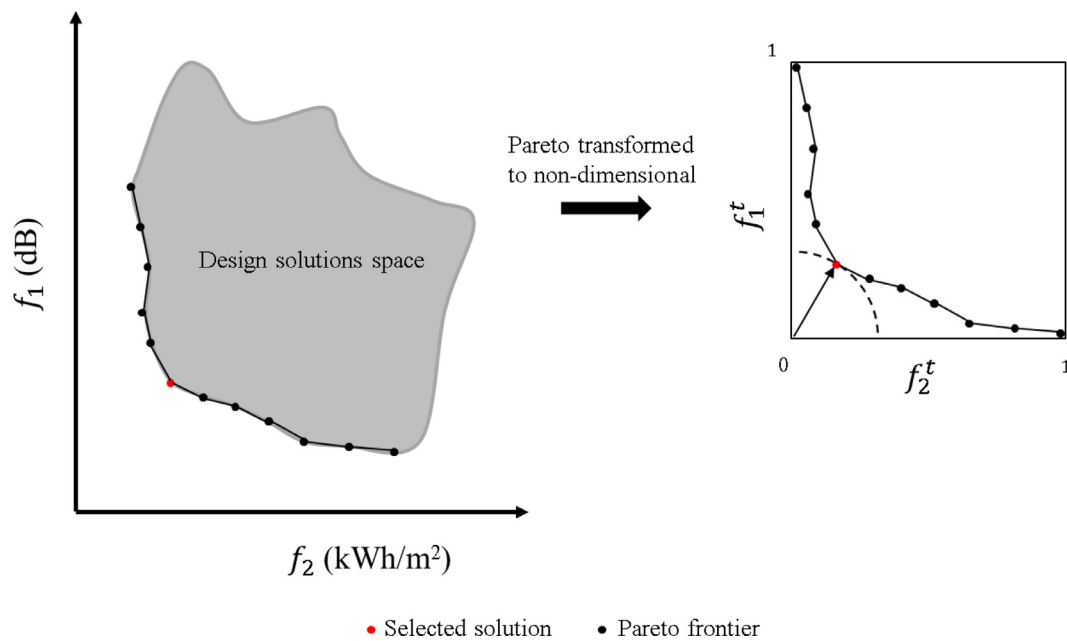 f₁ (dB)
Design solutions space
f₂ (kWh/m²)
Pareto transformed
to non-dimensional
1
f₁ᵗ
0
1
f₂ᵗ
Selected solution
Pareto frontier